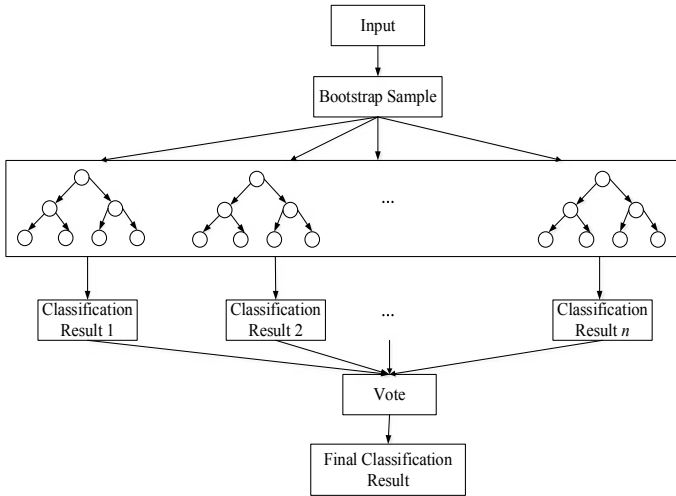 Input
Bootstrap Sample
...
Classification
Result 1
Classification
Result 2
...
Classification
Result n
Vote
Final Classification
Result